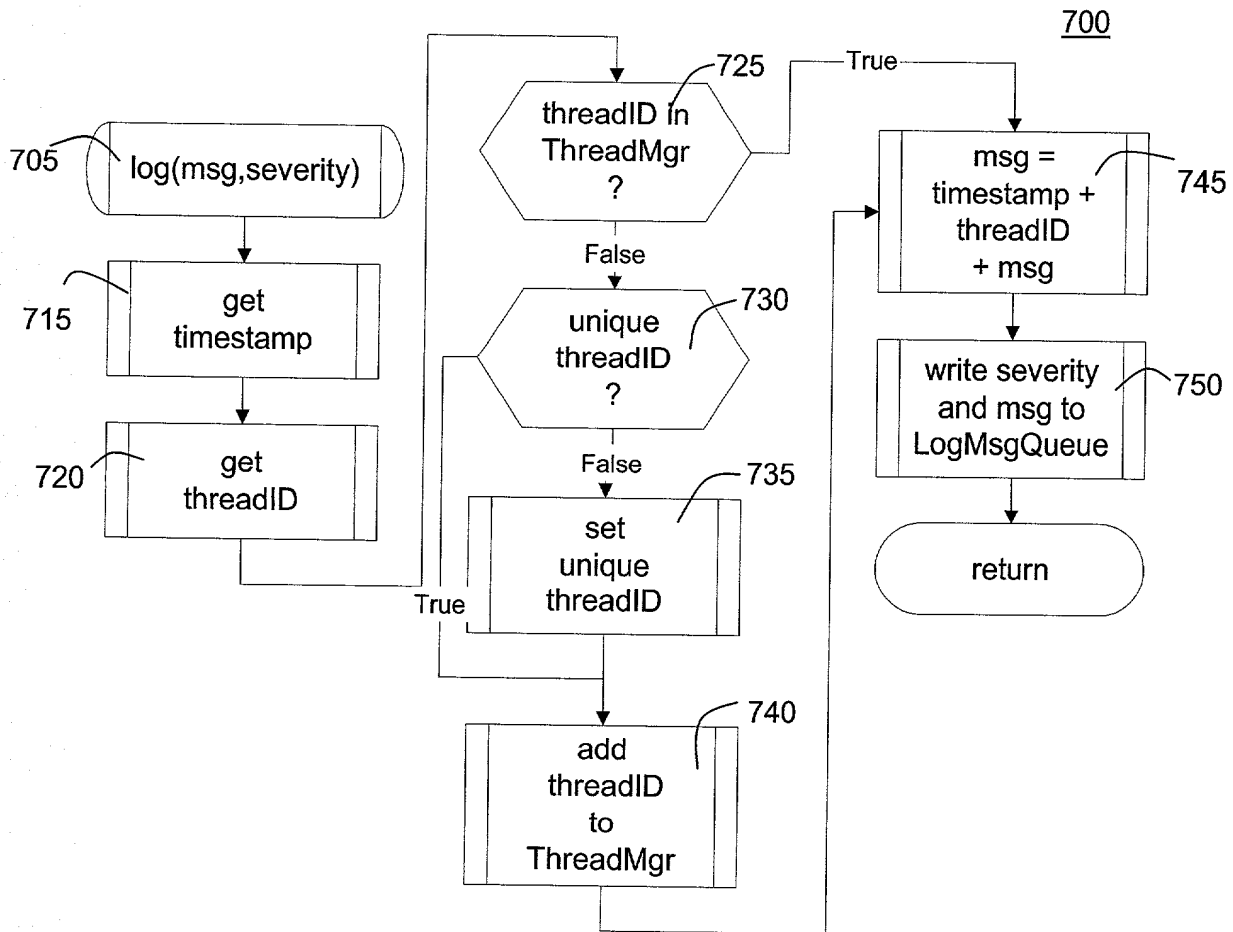 700
705
log(msg,severity)
715
get
timestamp
720
get
threadID
725
threadID in
ThreadMgr
?
True
False
730
unique
threadID
?
True
False
735
set
unique
threadID
740
add
threadID
to
ThreadMgr
745
msg =
timestamp +
threadID
+ msg
750
write severity
and msg to
LogMsgQueue
return